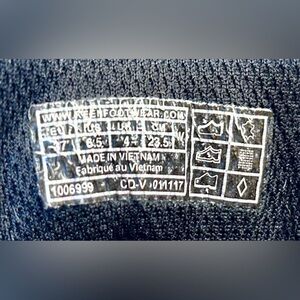 WWW.KEENFOOTWEAR.COM
EU US UK CM
37 6.5 4 23.5
MADE IN VIETNAM
Fabriqué au Vietnam
1006999 CD-V 011117